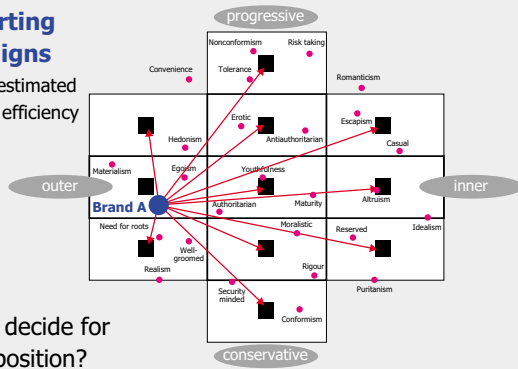 rting
igns
estimated
efficiency
progressive
Nonconformism
Risk taking
Convenience
Tolerance
Romanticism
Erotic
Escapism
Antiauthoritarian
Hedonism
Casual
Materialism
Egoism
Youthfulness
outer
inner
Brand A
Authoritarian
Maturity
Altruism
Need for roots
Moralistic
Idealism
Well-
groomed
Reserved
Realism
Rigour
Security
minded
Puritanism
Conformism
decide for
position?
conservative